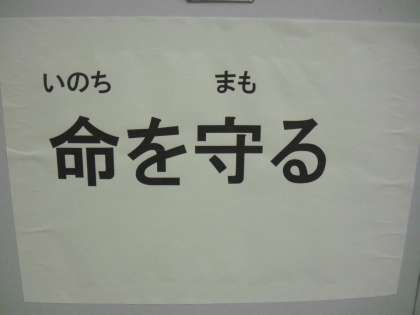 いのち まも
命を守る